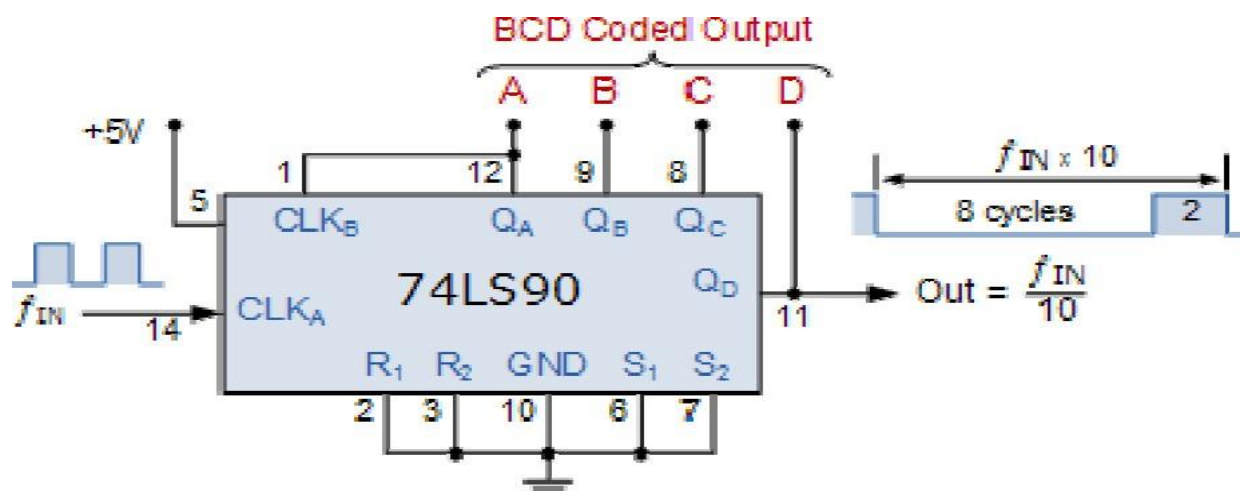 BCD Coded Output
A B C D
+5V
1 12 9 8
f IN x 10
5
CLKB QA QB QC
8 cycles 2
74LS90
QD
fIN
14
CLKA
11
Out = fIN
10
R1 R2 GND S1 S2
2 3 10 6 7